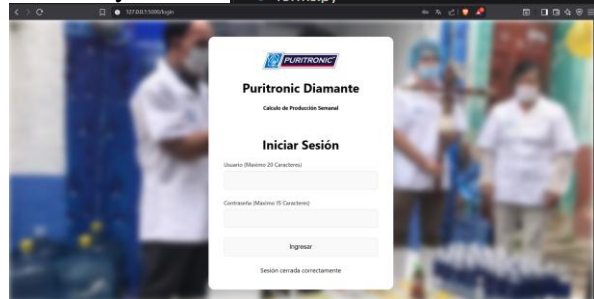 127.0.0.1:5000/login
PURITRONIC
Puritronic Diamante
Calculo de Producción Semanal
Iniciar Sesión
Usuario (Maximo 20 Caracteres)
Contraseña (Maximo 15 Caracteres)
Ingresar
Sesión cerrada correctamente